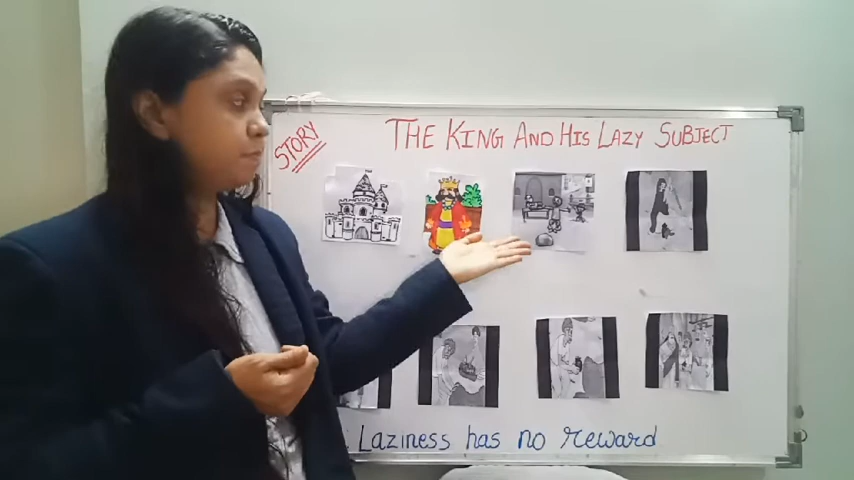 STORY
THE KING AND HIS LAZY SUBJECT
Laziness has no reward